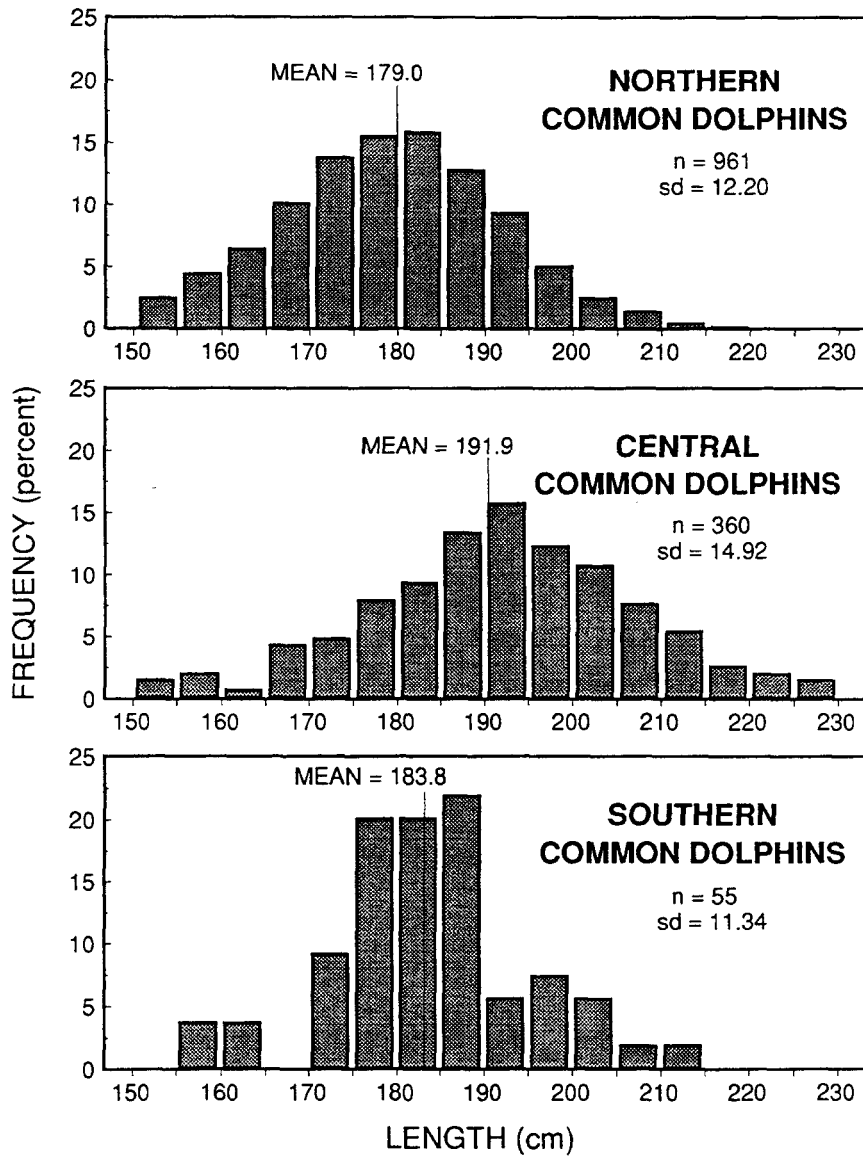 25
20
15
10
5
0
MEAN = 179.0
NORTHERN
COMMON DOLPHINS
n = 961
sd = 12.20
150 160 170 180 190 200 210 220 230
FREQUENCY (percent)
25
20
15
10
5
0
MEAN = 191.9
CENTRAL
COMMON DOLPHINS
n = 360
sd = 14.92
150 160 170 180 190 200 210 220 230
25
20
15
10
5
0
MEAN = 183.8
SOUTHERN
COMMON DOLPHINS
n = 55
sd = 11.34
150 160 170 180 190 200 210 220 230
LENGTH (cm)